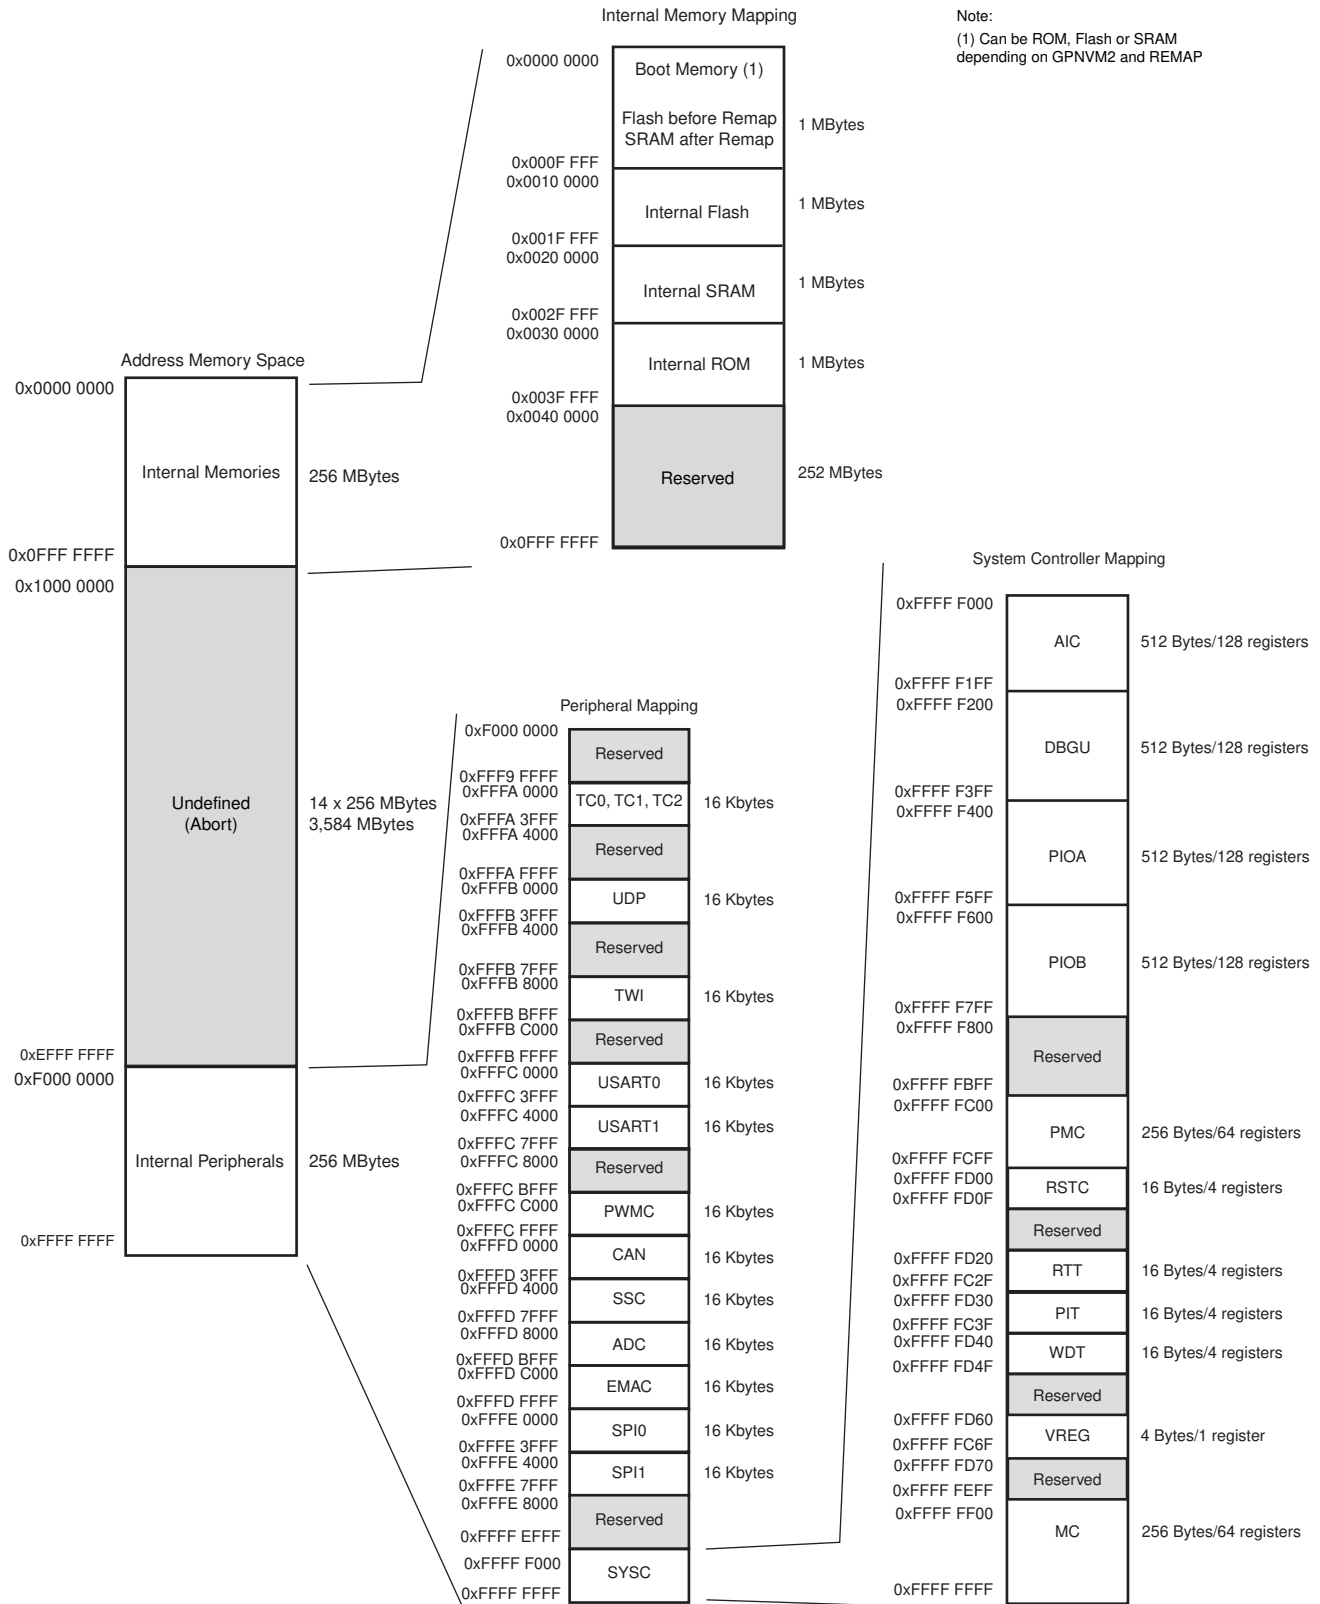 Internal Memory Mapping
Note:
(1) Can be ROM, Flash or SRAM
depending on GPNVM2 and REMAP
0x0000 0000
Boot Memory (1)
Flash before Remap
SRAM after Remap
1 MBytes
0x000F FFF
0x0010 0000
Internal Flash
1 MBytes
0x001F FFF
0x0020 0000
Internal SRAM
1 MBytes
0x002F FFF
0x0030 0000
Internal ROM
1 MBytes
0x003F FFF
0x0040 0000
Reserved
252 MBytes
0x0FFF FFFF
Address Memory Space
0x0000 0000
Internal Memories
256 MBytes
0x0FFF FFFF
0x1000 0000
Undefined
(Abort)
14 x 256 MBytes
3,584 MBytes
0xEFFF FFFF
0xF000 0000
Internal Peripherals
256 MBytes
0xFFFF FFFF
Peripheral Mapping
0xF000 0000
Reserved
0xFFF9 FFFF
0xFFFA 0000
TC0, TC1, TC2
16 Kbytes
0xFFFA 3FFF
0xFFFA 4000
Reserved
0xFFFA FFFF
0xFFFB 0000
UDP
16 Kbytes
0xFFFB 3FFF
0xFFFB 4000
Reserved
0xFFFB 7FFF
0xFFFB 8000
TWI
16 Kbytes
0xFFFB BFFF
0xFFFB C000
Reserved
0xFFFB FFFF
0xFFFC 0000
USART0
16 Kbytes
0xFFFC 3FFF
0xFFFC 4000
USART1
16 Kbytes
0xFFFC 7FFF
0xFFFC 8000
Reserved
0xFFFC BFFF
0xFFFC C000
PWMC
16 Kbytes
0xFFFC FFFF
0xFFFD 0000
CAN
16 Kbytes
0xFFFD 3FFF
0xFFFD 4000
SSC
16 Kbytes
0xFFFD 7FFF
0xFFFD 8000
ADC
16 Kbytes
0xFFFD BFFF
0xFFFD C000
EMAC
16 Kbytes
0xFFFD FFFF
0xFFFE 0000
SPI0
16 Kbytes
0xFFFE 3FFF
0xFFFE 4000
SPI1
16 Kbytes
0xFFFE 7FFF
0xFFFE 8000
Reserved
0xFFFF EFFF
0xFFFF F000
SYSC
0xFFFF FFFF
System Controller Mapping
0xFFFF F000
AIC
512 Bytes/128 registers
0xFFFF F1FF
0xFFFF F200
DBGU
512 Bytes/128 registers
0xFFFF F3FF
0xFFFF F400
PIOA
512 Bytes/128 registers
0xFFFF F5FF
0xFFFF F600
PIOB
512 Bytes/128 registers
0xFFFF F7FF
0xFFFF F800
Reserved
0xFFFF FBFF
0xFFFF FC00
PMC
256 Bytes/64 registers
0xFFFF FCFF
0xFFFF FD00
RSTC
16 Bytes/4 registers
0xFFFF FD0F
Reserved
0xFFFF FD20
RTT
16 Bytes/4 registers
0xFFFF FC2F
0xFFFF FD30
PIT
16 Bytes/4 registers
0xFFFF FC3F
0xFFFF FD40
WDT
16 Bytes/4 registers
0xFFFF FD4F
Reserved
0xFFFF FD60
VREG
4 Bytes/1 register
0xFFFF FC6F
0xFFFF FD70
Reserved
0xFFFF FEFF
0xFFFF FF00
MC
256 Bytes/64 registers
0xFFFF FFFF